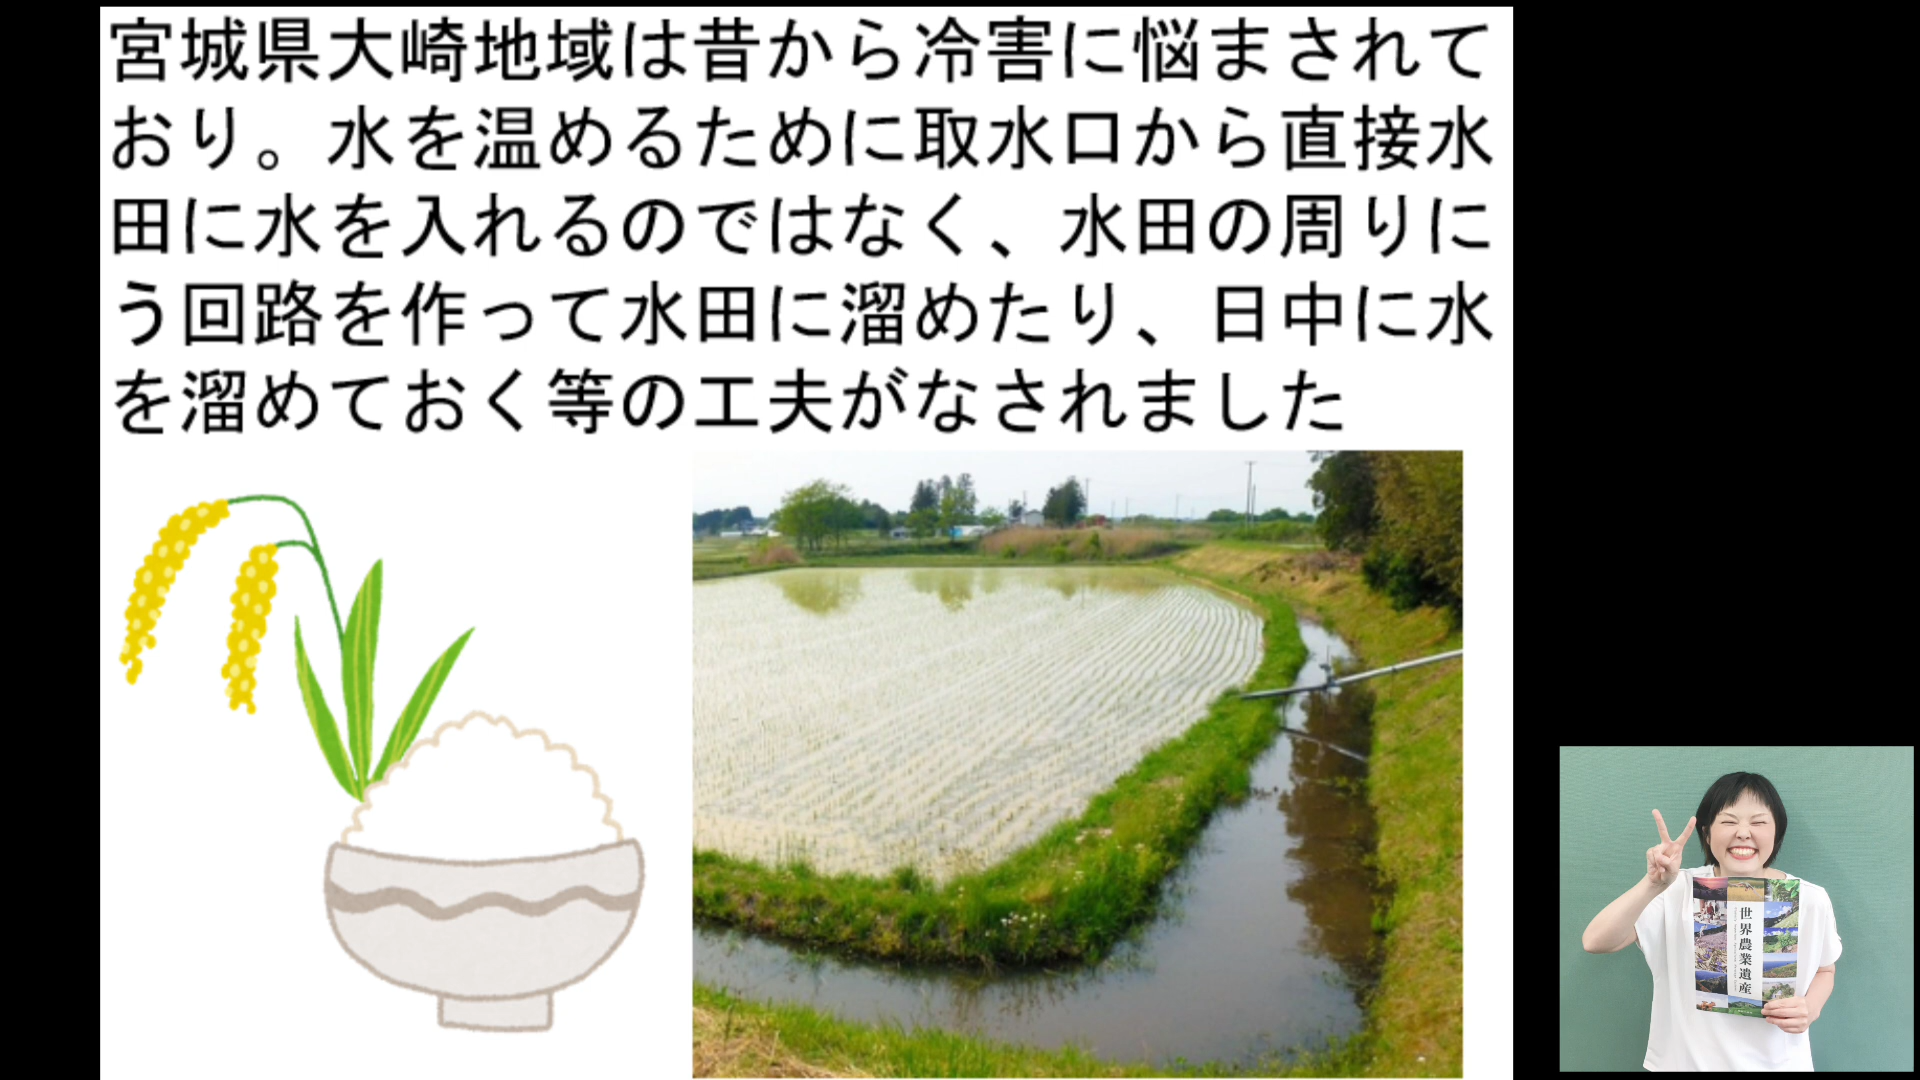 宮城県大崎地域は昔から冷害に悩まされて
おり。水を温めるために取水口から直接水
田に水を入れるのではなく、水田の周りに
う回路を作って水田に溜めたり、日中に水
を溜めておく等の工夫がなされました
世界農業遺産